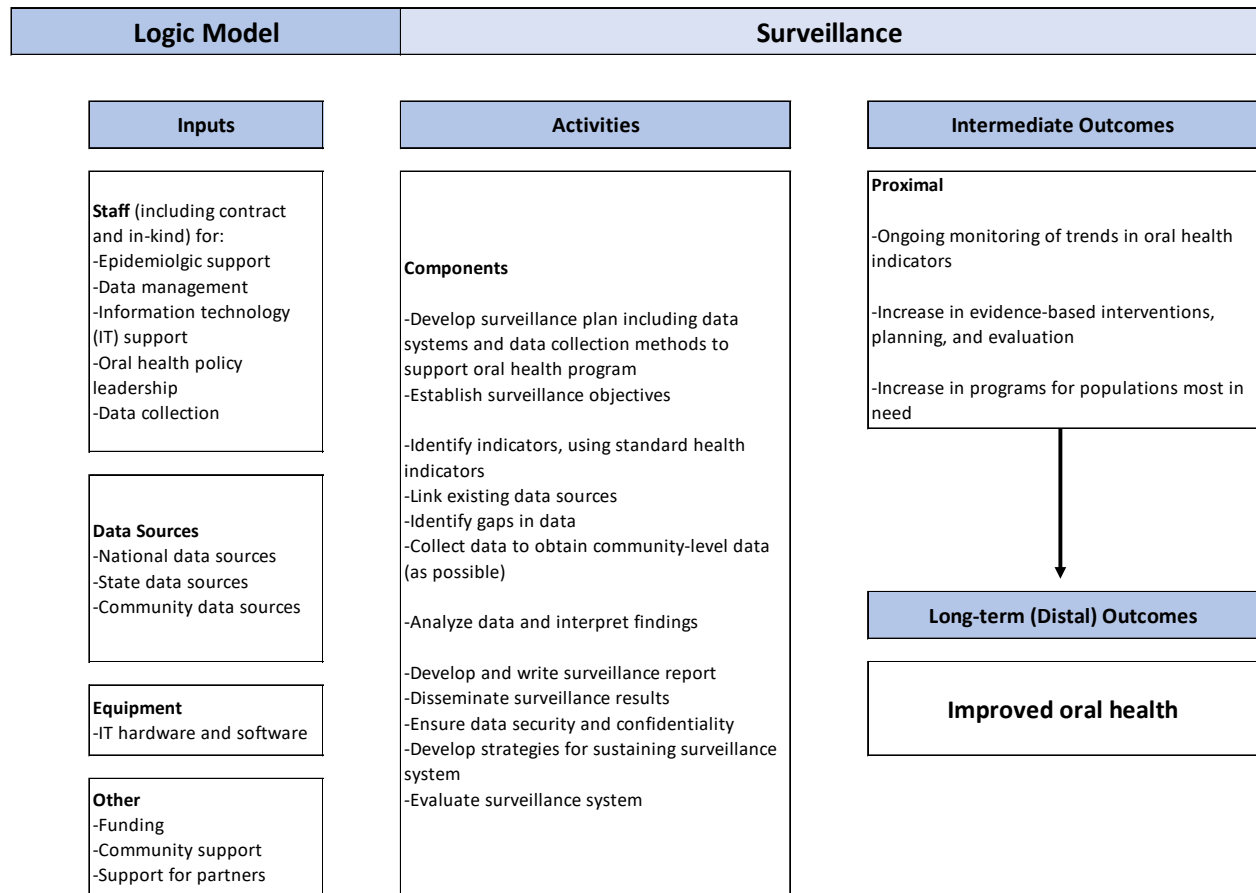 Logic Model
Surveillance
Inputs
Staff (including contract
and in-kind) for:
-Epidemiolgic support
-Data management
-Information technology
(IT) support
-Oral health policy
leadership
-Data collection
Data Sources
-National data sources
-State data sources
-Community data sources
Equipment
-IT hardware and software
Other
-Funding
-Community support
-Support for partners
Activities
Components
-Develop surveillance plan including data
systems and data collection methods to
support oral health program
-Establish surveillance objectives
-Identify indicators, using standard health
indicators
-Link existing data sources
-Identify gaps in data
-Collect data to obtain community-level data
(as possible)
-Analyze data and interpret findings
-Develop and write surveillance report
-Disseminate surveillance results
-Ensure data security and confidentiality
-Develop strategies for sustaining surveillance
system
-Evaluate surveillance system
Intermediate Outcomes
Proximal
-Ongoing monitoring of trends in oral health
indicators
-Increase in evidence-based interventions,
planning, and evaluation
-Increase in programs for populations most in
need
Long-term (Distal) Outcomes
Improved oral health